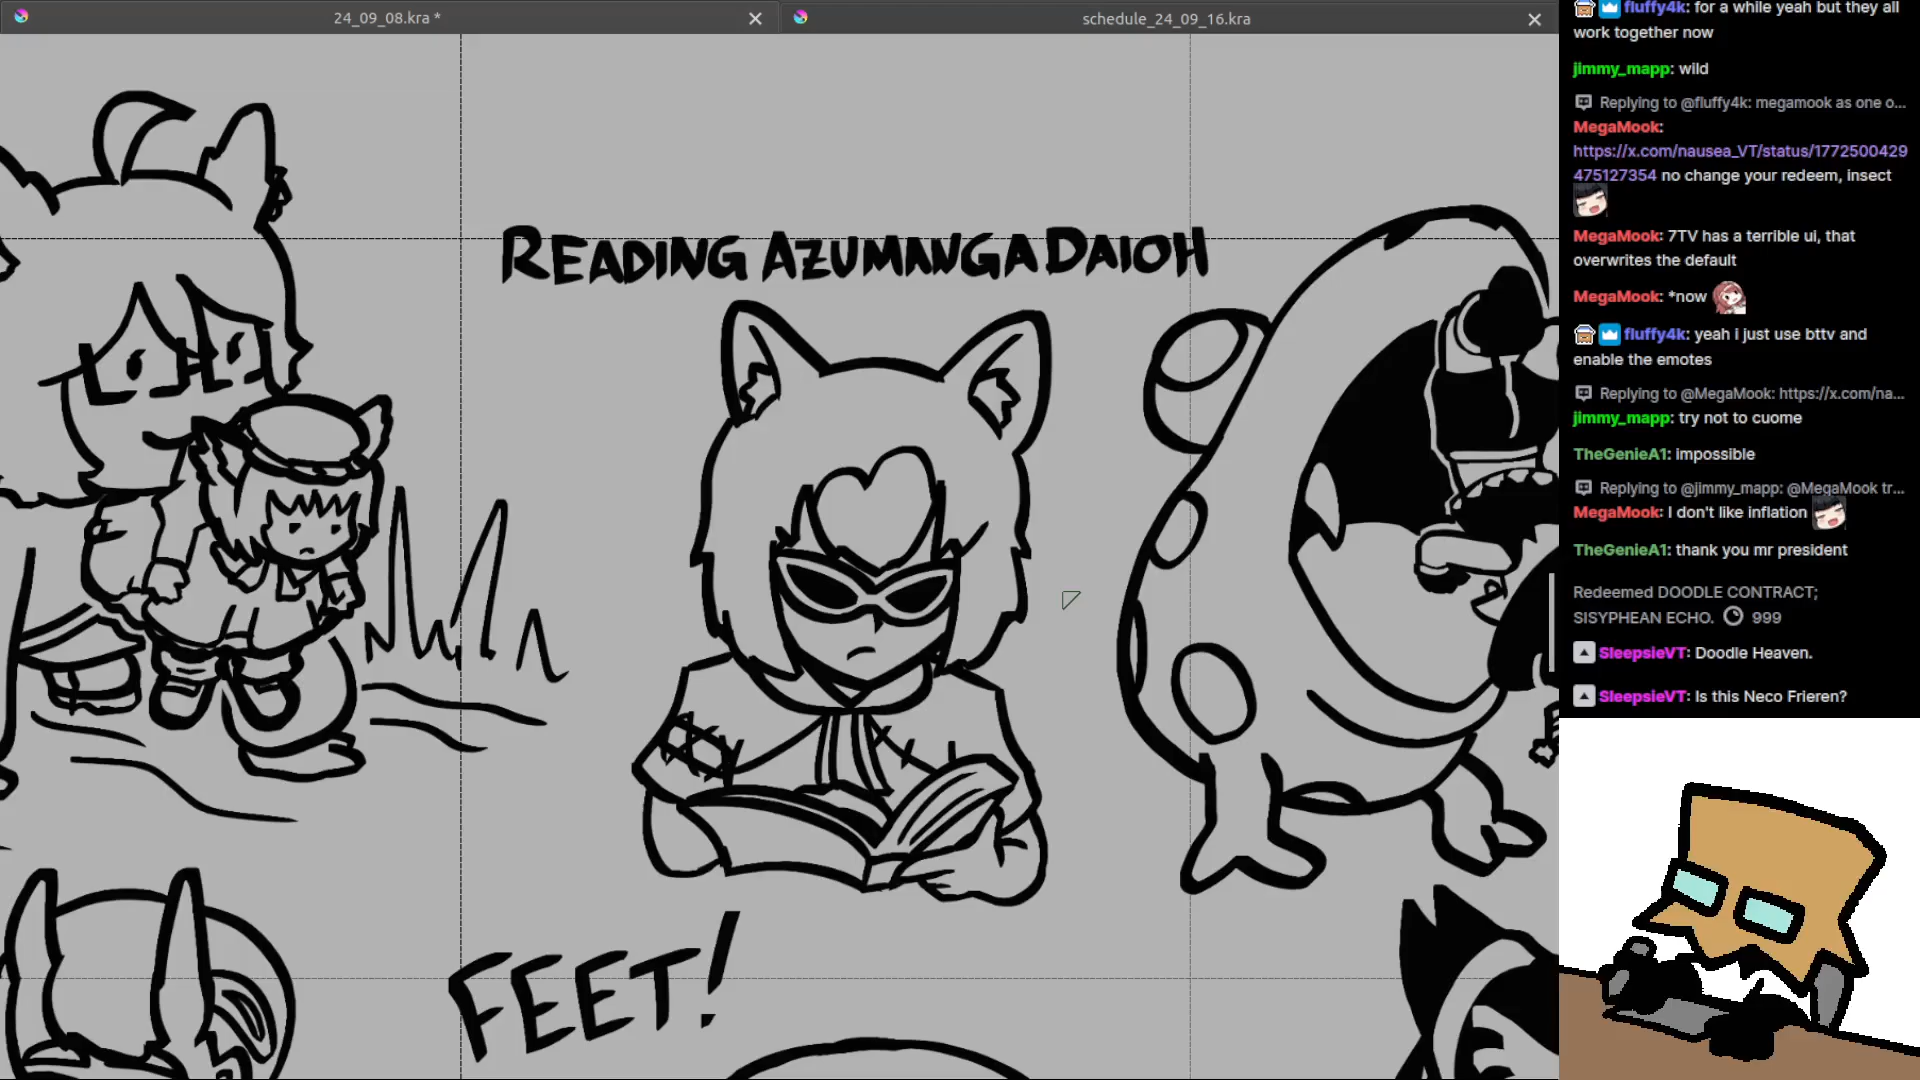 24_09_08.kra *
schedule_24_09_16.kra
READING AZUMANGA DAIOH
FEET!
fluffy4k: for a while yeah but they all
work together now
jimmy_mapp: wild
Replying to @fluffy4k: megamook as one o...
MegaMook:
https://x.com/nausea_VT/status/1772500429
475127354 no change your redeem, insect
MegaMook: 7TV has a terrible ui, that
overwrites the default
MegaMook: *now
fluffy4k: yeah i just use bttv and
enable the emotes
Replying to @MegaMook: https://x.com/na...
jimmy_mapp: try not to cuome
TheGenieA1: impossible
Replying to @jimmy_mapp: @MegaMook tr...
MegaMook: I don't like inflation
TheGenieA1: thank you mr president
Redeemed DOODLE CONTRACT;
SISYPHEAN ECHO. 999
SleepsieVT: Doodle Heaven.
SleepsieVT: Is this Neco Frieren?